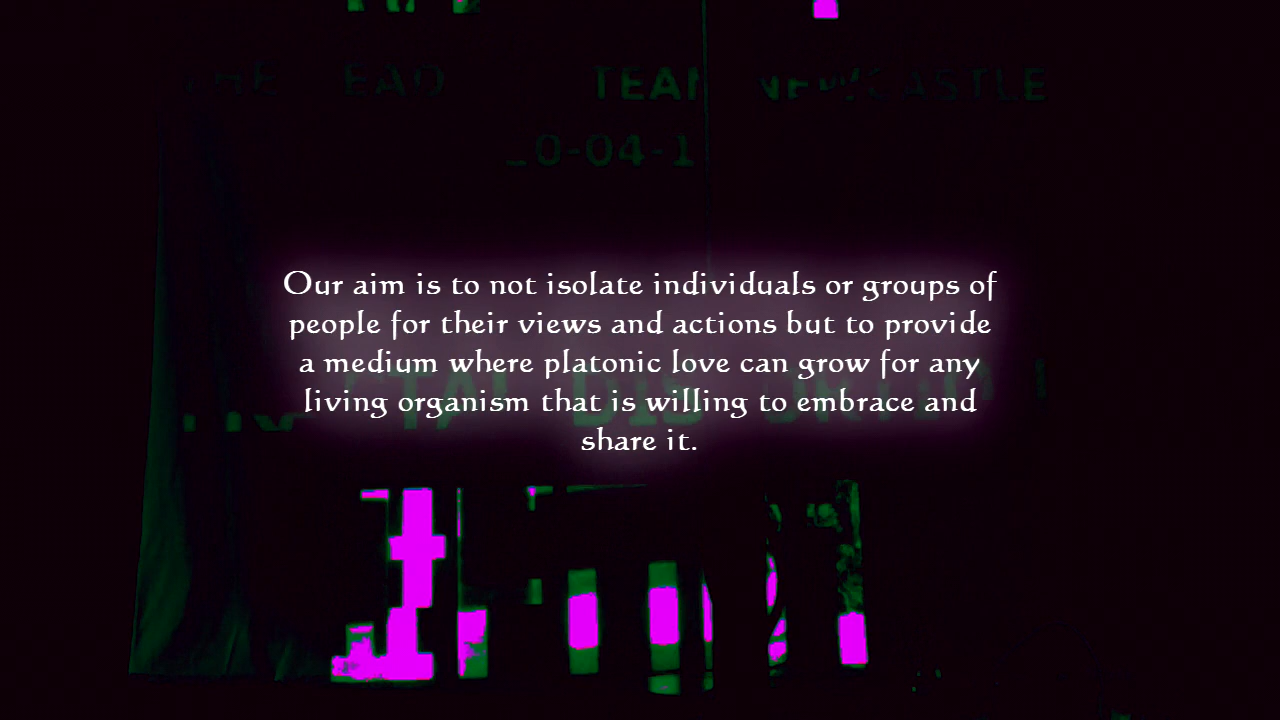 TEAM NEWCASTLE
0-04-1
Our aim is to not isolate individuals or groups of
people for their views and actions but to provide
a medium where platonic love can grow for any
living organism that is willing to embrace and
share it.